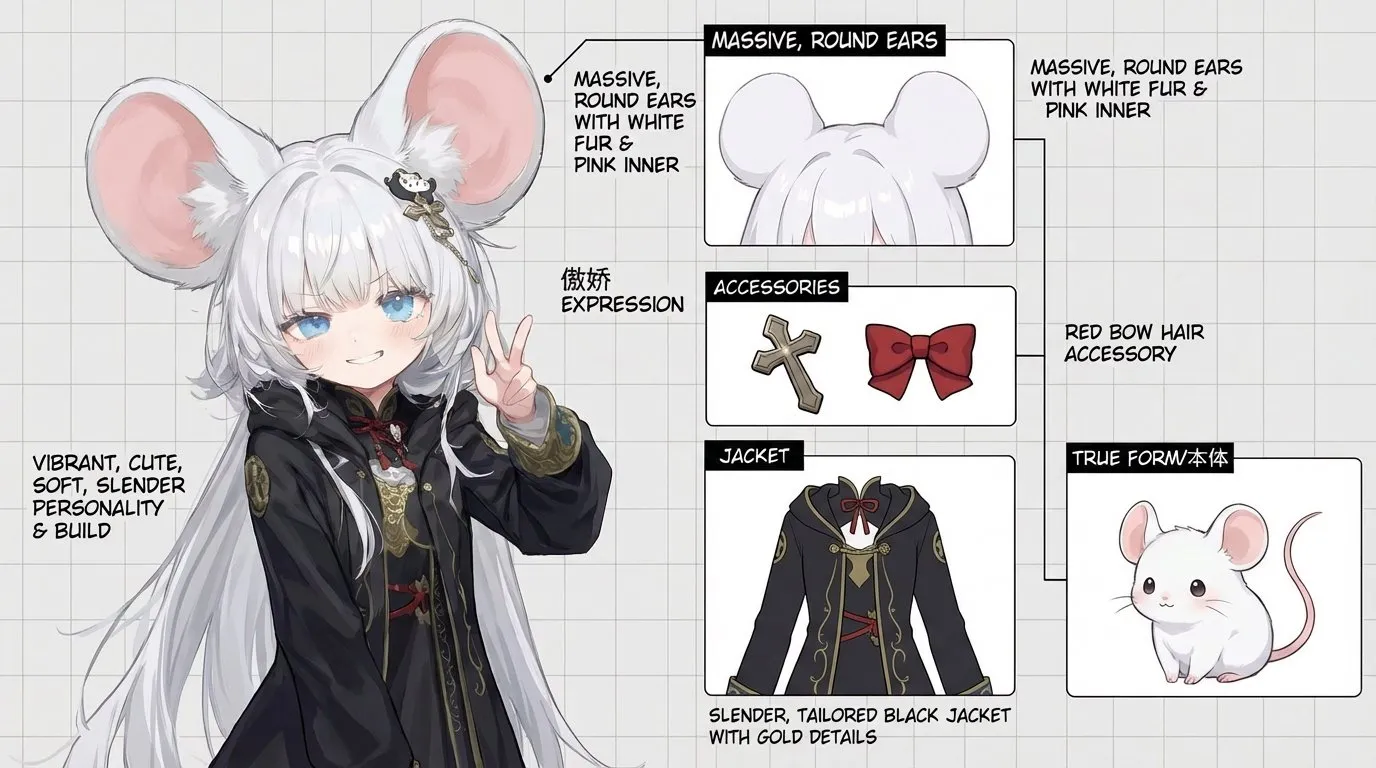 MASSIVE, ROUND EARS
MASSIVE,
ROUND EARS
WITH WHITE
FUR &
PINK INNER
MASSIVE, ROUND EARS
WITH WHITE FUR &
PINK INNER
傲娇
EXPRESSION
ACCESSORIES
RED BOW HAIR
ACCESSORY
VIBRANT, CUTE,
SOFT, SLENDER
PERSONALITY
& BUILD
JACKET
TRUE FORM/本体
SLENDER, TAILORED BLACK JACKET
WITH GOLD DETAILS